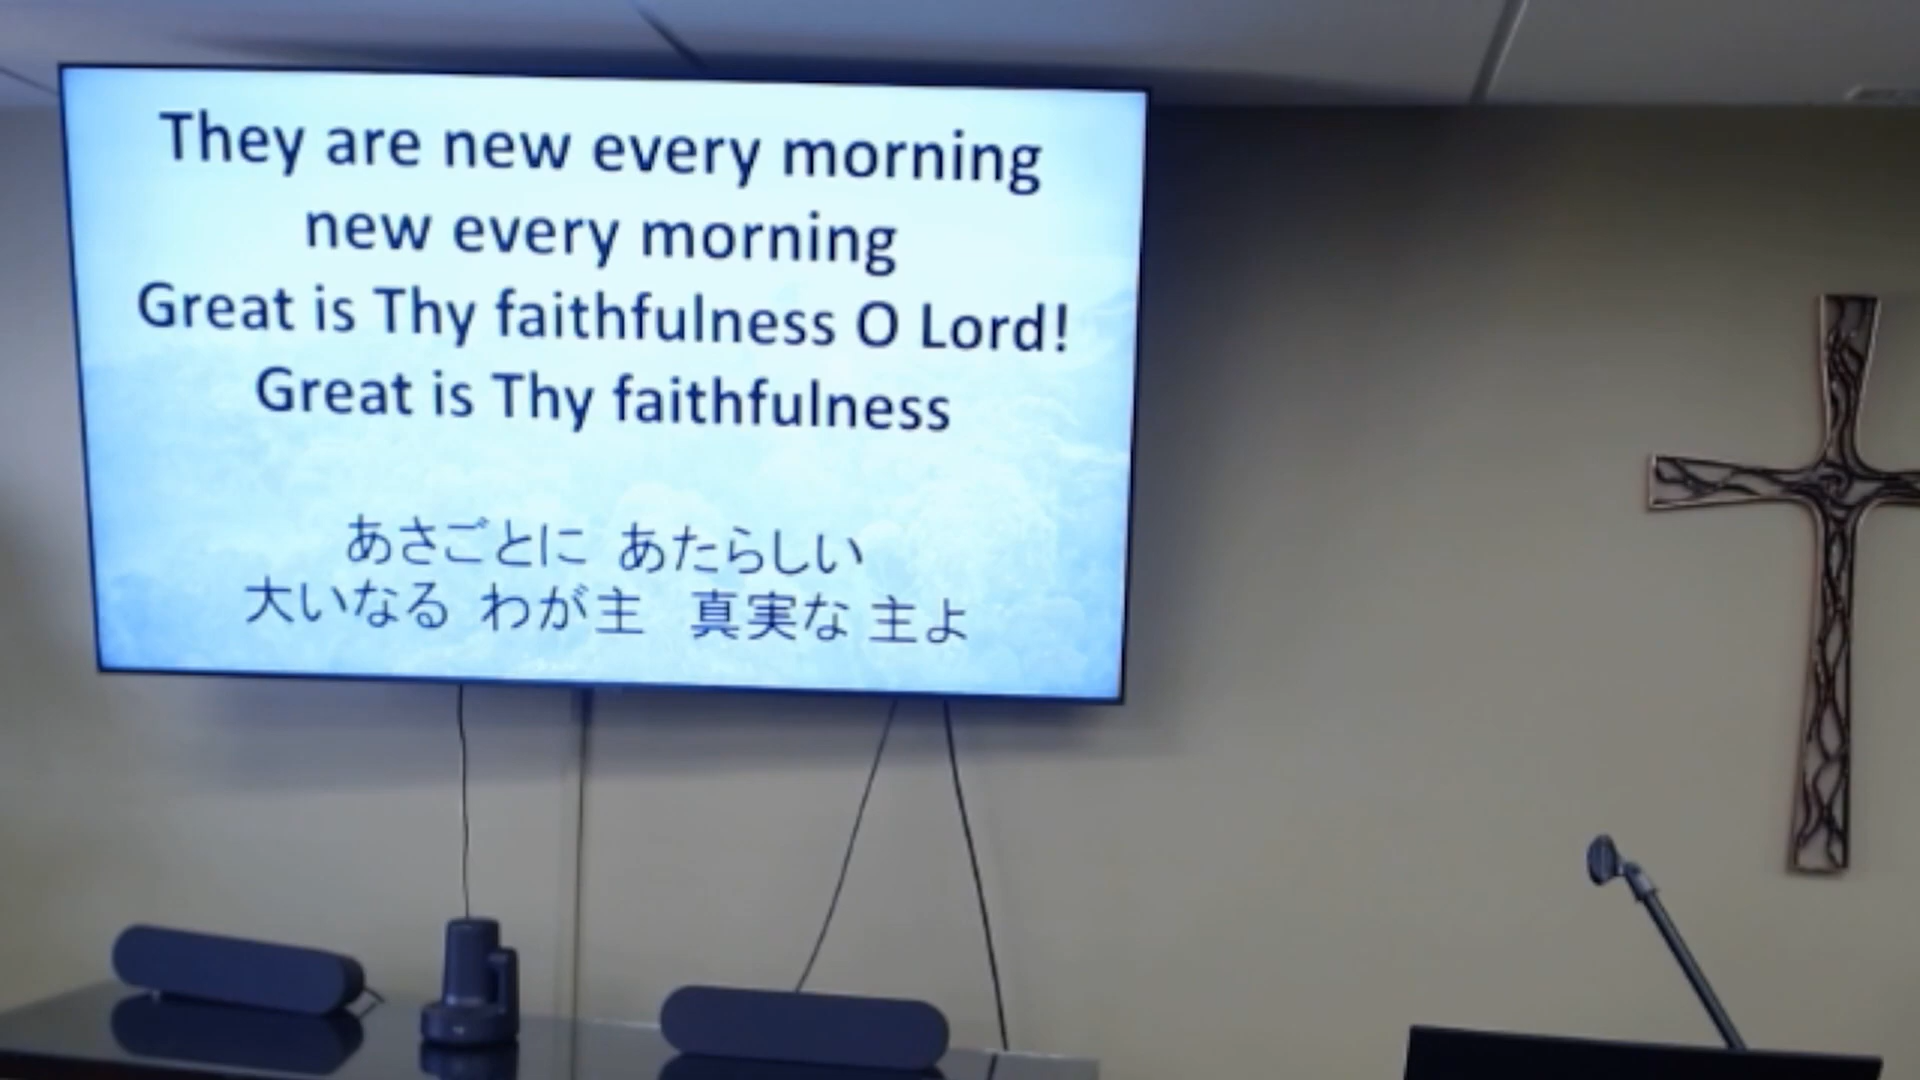 They are new every morning
new every morning
Great is Thy faithfulness O Lord!
Great is Thy faithfulness
あさごとに あたらしい
大いなる わが主 真実な 主よ